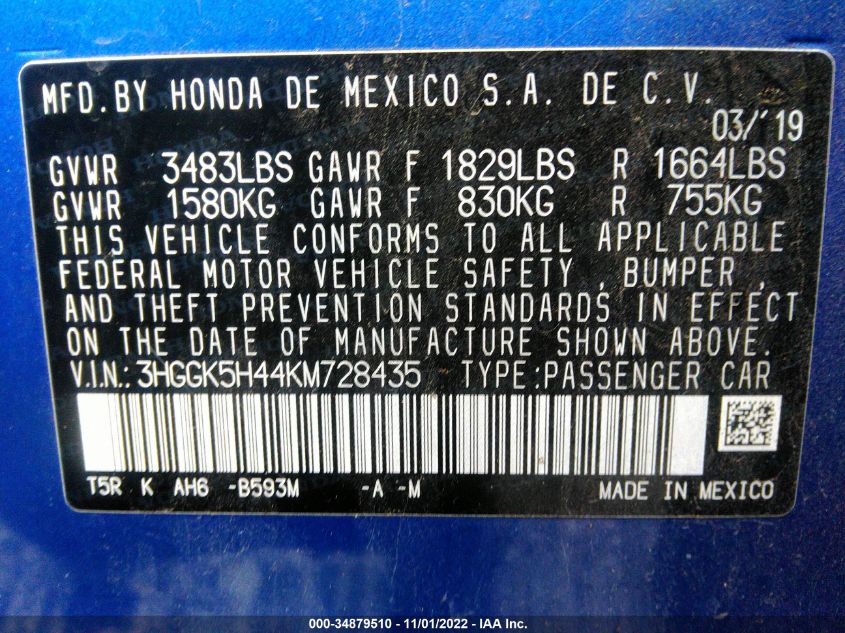 MFD.BY HONDA DE MEXICO S.A. DE C.V.
03/'19
GVWR 3483LBS GAWR F 1829LBS R 1664LBS
GVWR 1580KG GAWR F 830KG R 755KG
THIS VEHICLE CONFORMS TO ALL APPLICABLE
FEDERAL MOTOR VEHICLE SAFETY , BUMPER ,
AND THEFT PREVENTION STANDARDS IN EFFECT
ON THE DATE OF MANUFACTURE SHOWN ABOVE.
V.I.N.: 3HGGK5H44KM728435 TYPE:PASSENGER CAR
T5R K AH6 -B593M -A -M MADE IN MEXICO
000-34879510 - 11/01/2022 - IAA Inc.